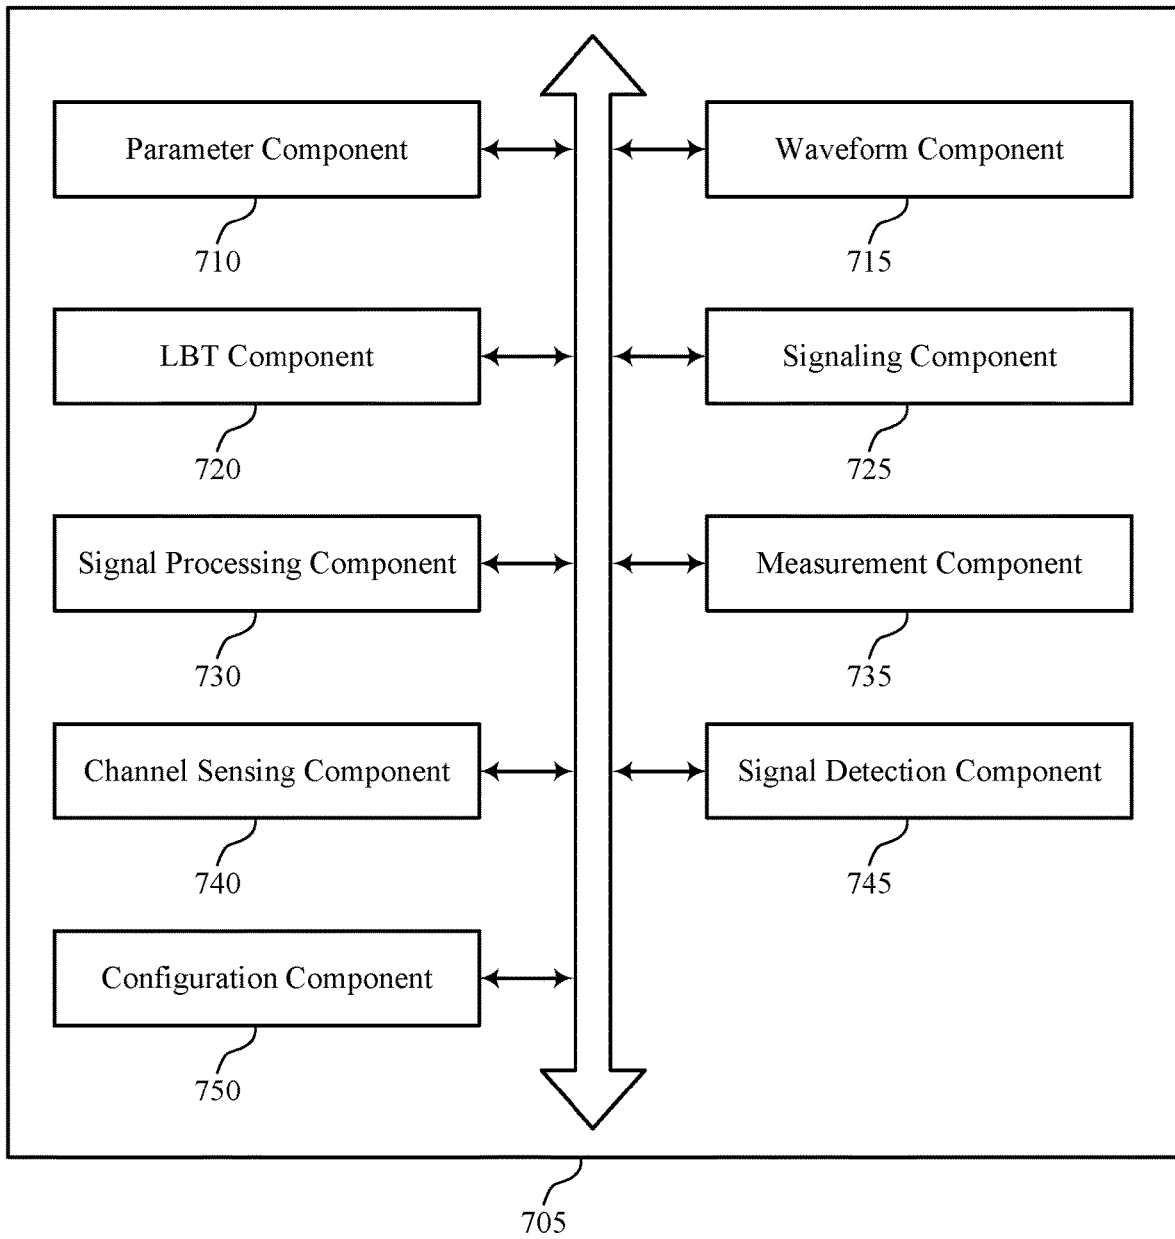 Parameter Component
Waveform Component
710
715
LBT Component
Signaling Component
720
725
Signal Processing Component
Measurement Component
730
735
Channel Sensing Component
Signal Detection Component
740
745
Configuration Component
750
705